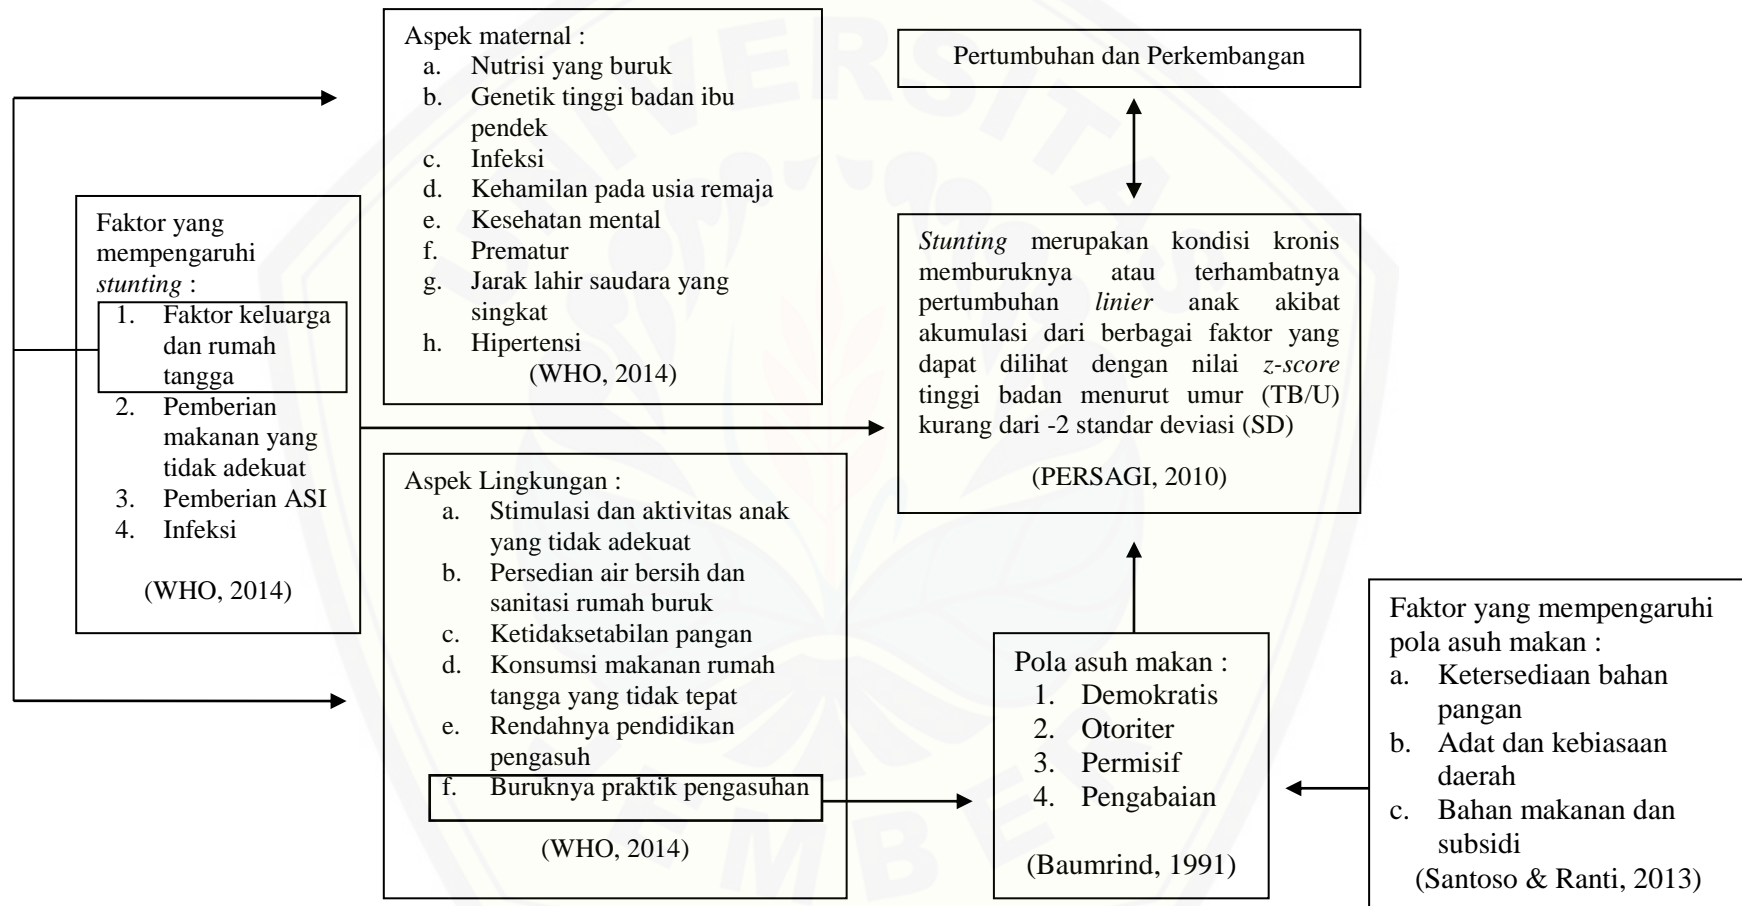 Aspek maternal :
a. Nutrisi yang buruk
b. Genetik tinggi badan ibu
pendek
c. Infeksi
d. Kehamilan pada usia remaja
e. Kesehatan mental
f. Prematur
g. Jarak lahir saudara yang
singkat
h. Hipertensi
(WHO, 2014)
Pertumbuhan dan Perkembangan
Faktor yang
mempengaruhi
stunting :
1. Faktor keluarga
dan rumah
tangga
2. Pemberian
makanan yang
tidak adekuat
3. Pemberian ASI
4. Infeksi
(WHO, 2014)
Stunting merupakan kondisi kronis
memburuknya atau terhambatnya
pertumbuhan linier anak akibat
akumulasi dari berbagai faktor yang
dapat dilihat dengan nilai z-score
tinggi badan menurut umur (TB/U)
kurang dari -2 standar deviasi (SD)
(PERSAGI, 2010)
Aspek Lingkungan :
a. Stimulasi dan aktivitas anak
yang tidak adekuat
b. Persedian air bersih dan
sanitasi rumah buruk
c. Ketidaksetabilan pangan
d. Konsumsi makanan rumah
tangga yang tidak tepat
e. Rendahnya pendidikan
pengasuh
f. Buruknya praktik pengasuhan
(WHO, 2014)
Pola asuh makan :
1. Demokratis
2. Otoriter
3. Permisif
4. Pengabaian
(Baumrind, 1991)
Faktor yang mempengaruhi
pola asuh makan :
a. Ketersediaan bahan
pangan
b. Adat dan kebiasaan
daerah
c. Bahan makanan dan
subsidi
(Santoso & Ranti, 2013)
UNIVERSITAS
JEMBER